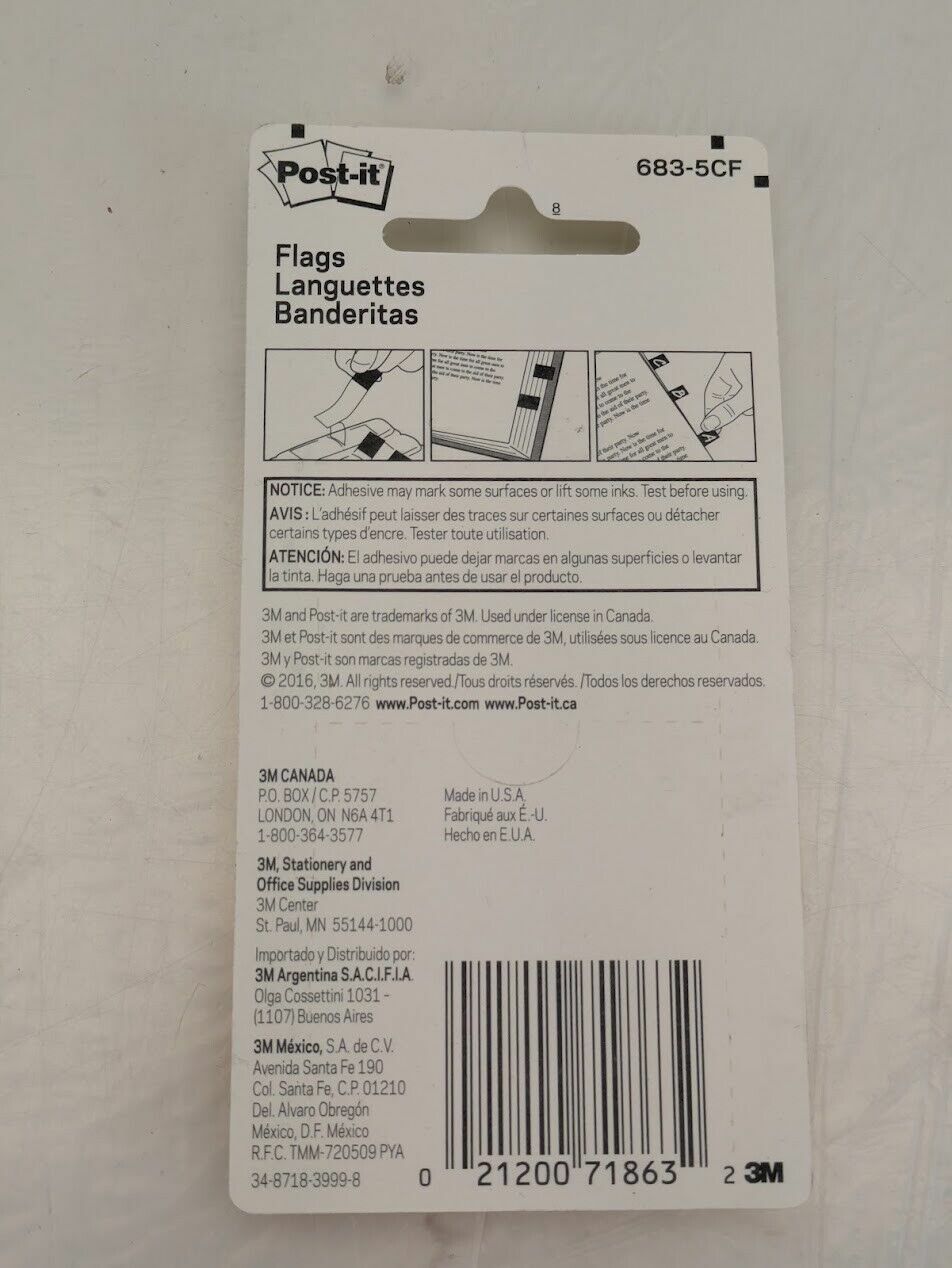 Post-it®
683-5CF
8
Flags
Languettes
Banderitas
NOTICE: Adhesive may mark some surfaces or lift some inks. Test before using.
AVIS : L'adhésif peut laisser des traces sur certaines surfaces ou détacher
certains types d'encre. Tester toute utilisation.
ATENCIÓN: El adhesivo puede dejar marcas en algunas superficies o levantar
la tinta. Haga una prueba antes de usar el producto.
3M and Post-it are trademarks of 3M. Used under license in Canada.
3M et Post-it sont des marques de commerce de 3M, utilisées sous licence au Canada.
3M y Post-it son marcas registradas de 3M.
© 2016, 3M. All rights reserved./Tous droits réservés. /Todos los derechos reservados.
1-800-328-6276 www.Post-it.com www.Post-it.ca
3M CANADA
P.O. BOX / C.P. 5757
LONDON, ON N6A 4T1
1-800-364-3577
Made in U.S.A.
Fabriqué aux É.-U.
Hecho en E.U.A.
3M, Stationery and
Office Supplies Division
3M Center
St. Paul, MN 55144-1000
Importado y Distribuido por:
3M Argentina S.A.C.I.F.I.A.
Olga Cossettini 1031 -
(1107) Buenos Aires
3M México, S.A. de C.V.
Avenida Santa Fe 190
Col. Santa Fe, C.P. 01210
Del. Alvaro Obregón
México, D.F. México
R.F.C. TMM-720509 PYA
34-8718-3999-8
0 21200 71863 2
3M